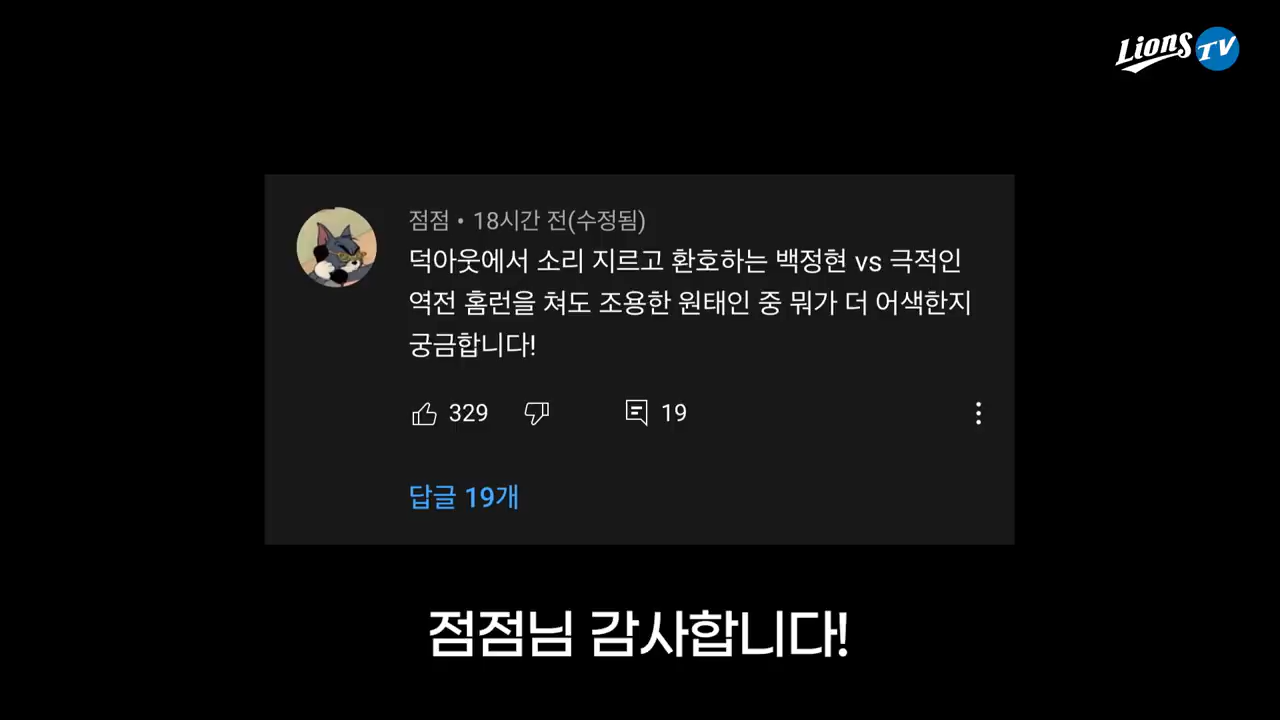 Lions TV
점점 • 18시간 전(수정됨)
덕아웃에서 소리 지르고 환호하는 백정현 vs 극적인
역전 홈런을 쳐도 조용한 원태인 중 뭐가 더 어색한지
궁금합니다!
329 19
답글 19개
점점님 감사합니다!